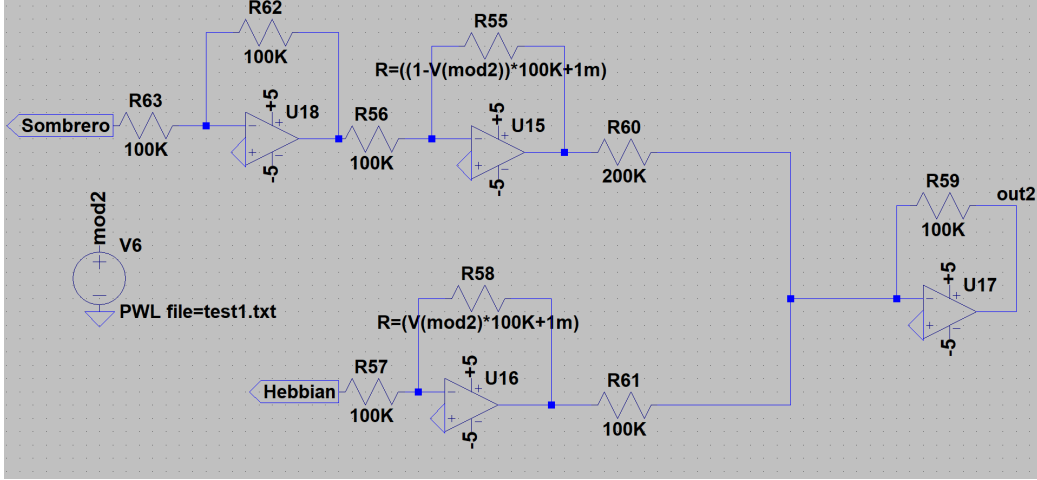 R62
100K
R63
Sombrero
100K
+5
U18
-5
R56
100K
R55
R=((1-V(mod2))*100K+1m)
+5
U15
-5
R60
200K
mod2
V6
PWL file=test1.txt
R58
R=(V(mod2)*100K+1m)
R57
Hebbian
100K
+5
U16
-5
R61
100K
R59
out2
100K
+5
U17
-5